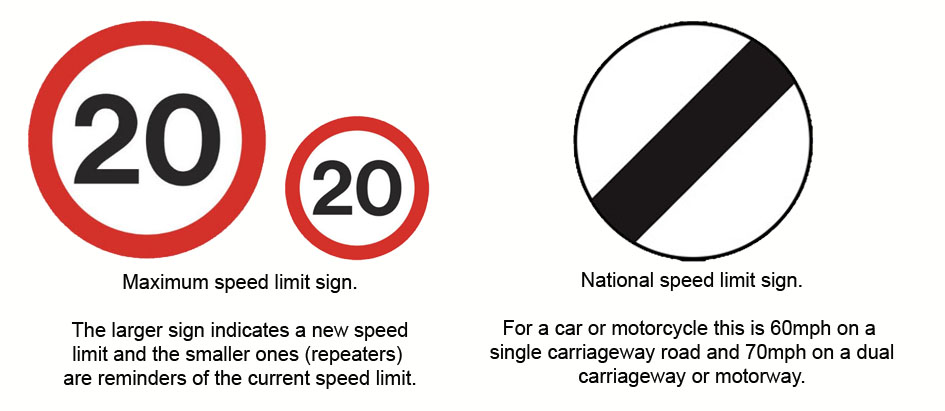 20
20
Maximum speed limit sign.
The larger sign indicates a new speed
limit and the smaller ones (repeaters)
are reminders of the current speed limit.
National speed limit sign.
For a car or motorcycle this is 60mph on a
single carriageway road and 70mph on a dual
carriageway or motorway.